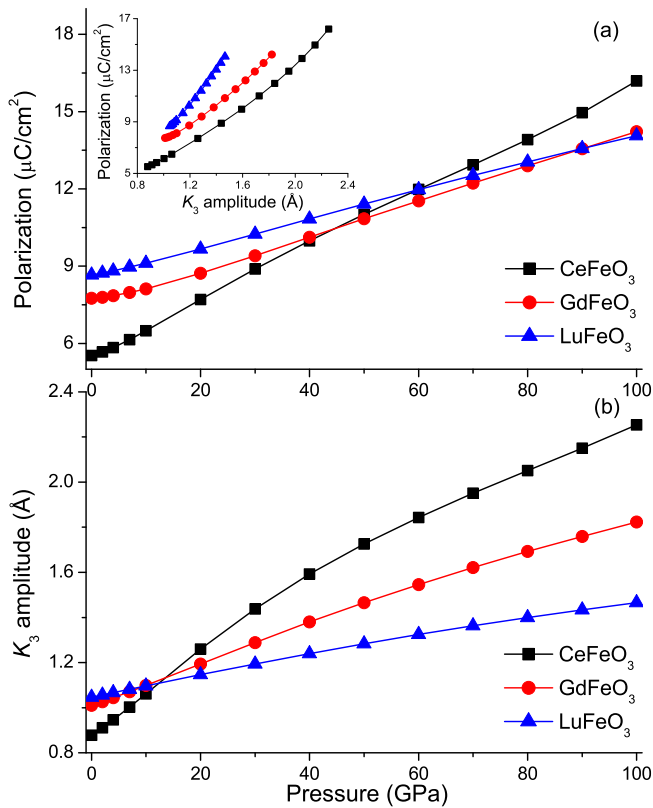 (a)
Polarization (μC/cm²)
18
15
12
9
6
Polarization (μC/cm²)
17
13
9
5
0.8 1.2 1.6 2.0 2.4
K₃ amplitude (Å)
CeFeO₃
GdFeO₃
LuFeO₃
0 20 40 60 80 100
(b)
K₃ amplitude (Å)
2.4
2.0
1.6
1.2
0.8
CeFeO₃
GdFeO₃
LuFeO₃
0 20 40 60 80 100
Pressure (GPa)